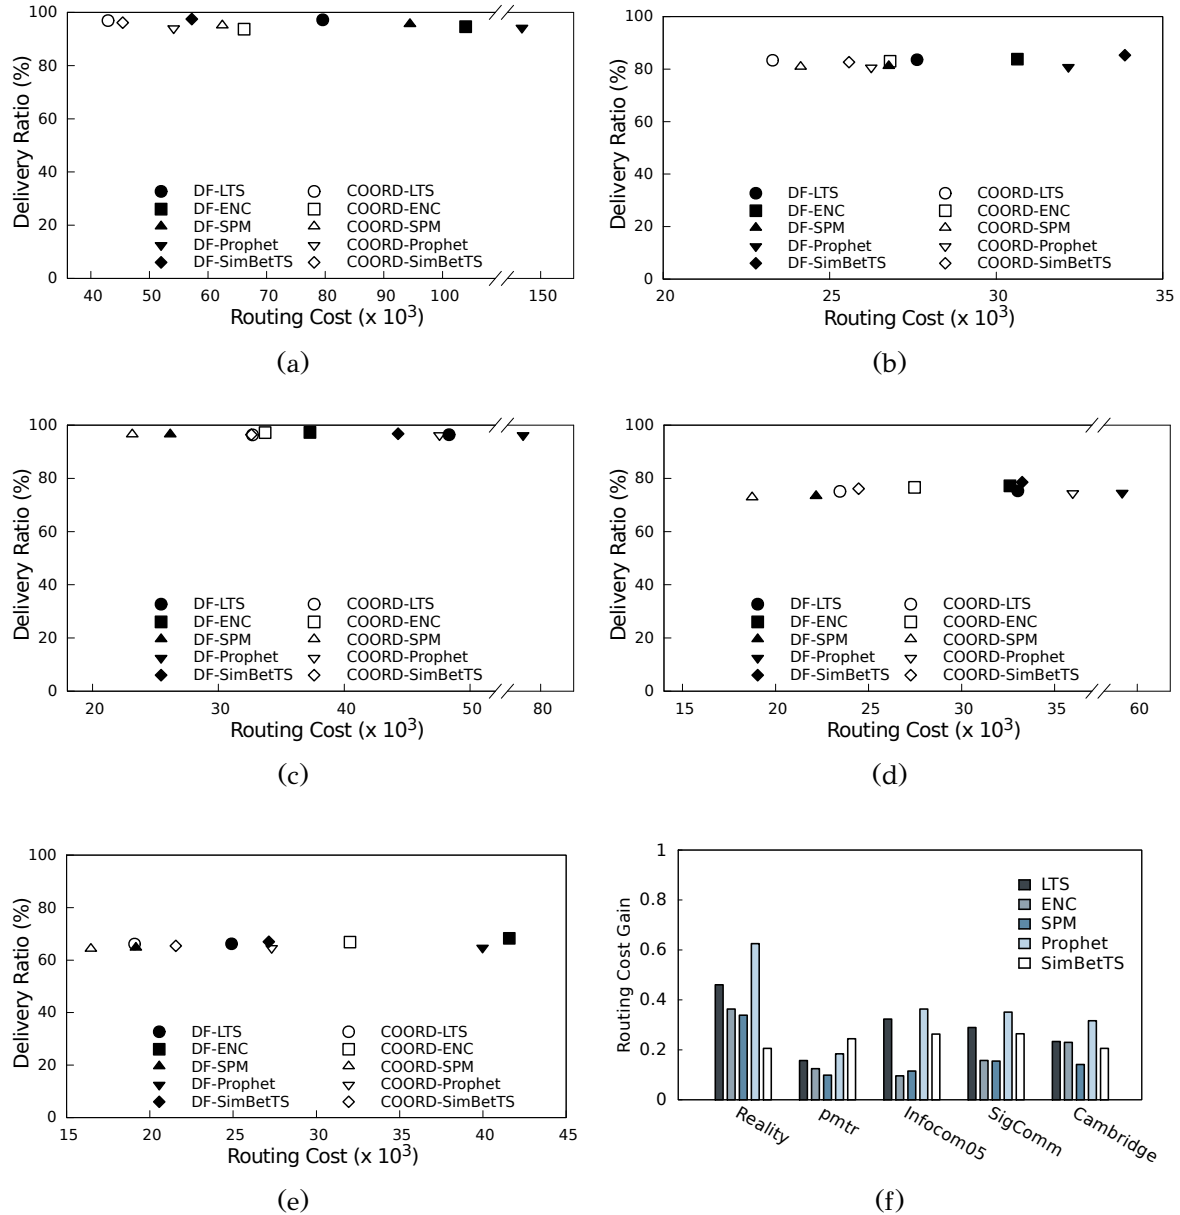 100
80
60
40
20
0
Delivery Ratio (%)
DF-LTS COORD-LTS
DF-ENC COORD-ENC
DF-SPM COORD-SPM
DF-Prophet COORD-Prophet
DF-SimBetTS COORD-SimBetTS
40 50 60 70 80 90 100 150
Routing Cost (x 10³)
(a)
100
80
60
40
20
0
Delivery Ratio (%)
DF-LTS COORD-LTS
DF-ENC COORD-ENC
DF-SPM COORD-SPM
DF-Prophet COORD-Prophet
DF-SimBetTS COORD-SimBetTS
20 25 30 35
Routing Cost (x 10³)
(b)
100
80
60
40
20
0
Delivery Ratio (%)
DF-LTS COORD-LTS
DF-ENC COORD-ENC
DF-SPM COORD-SPM
DF-Prophet COORD-Prophet
DF-SimBetTS COORD-SimBetTS
20 30 40 50 80
Routing Cost (x 10³)
(c)
100
80
60
40
20
0
Delivery Ratio (%)
DF-LTS COORD-LTS
DF-ENC COORD-ENC
DF-SPM COORD-SPM
DF-Prophet COORD-Prophet
DF-SimBetTS COORD-SimBetTS
15 20 25 30 35 60
Routing Cost (x 10³)
(d)
100
80
60
40
20
0
Delivery Ratio (%)
DF-LTS COORD-LTS
DF-ENC COORD-ENC
DF-SPM COORD-SPM
DF-Prophet COORD-Prophet
DF-SimBetTS COORD-SimBetTS
15 20 25 30 35 40 45
Routing Cost (x 10³)
(e)
1
0.8
0.6
0.4
0.2
0
Routing Cost Gain
LTS
ENC
SPM
Prophet
SimBetTS
Reality pmtr Infocom05 SigComm Cambridge
(f)